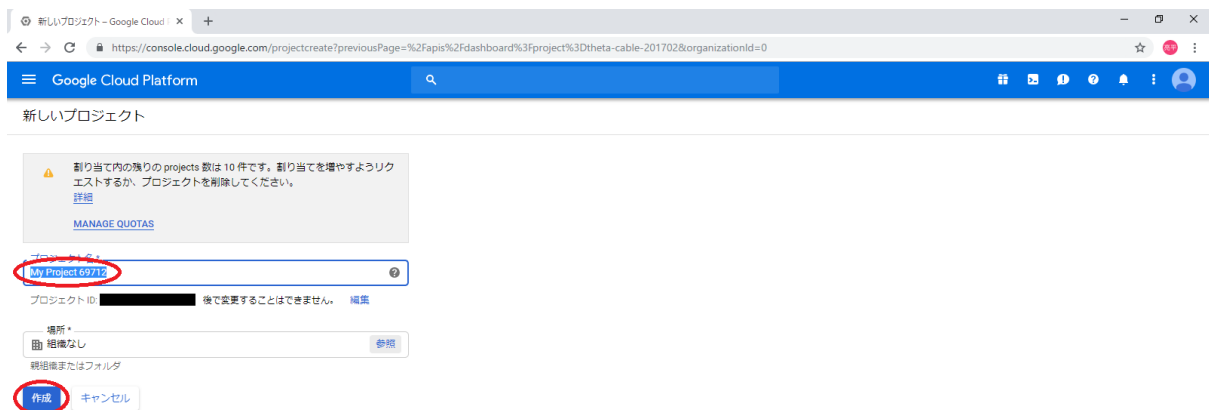 新しいプロジェクト – Google Cloud
https://console.cloud.google.com/projectcreate?previousPage=%2Fapis%2Fdashboard%3Fproject%3Dtheta-cable-201702&organizationId=0
Google Cloud Platform
新しいプロジェクト
割り当て内の残りの projects 数は 10 件です。割り当てを増やすようリク
エストするか、プロジェクトを削除してください。
詳細
MANAGE QUOTAS
プロジェクト名 *
My Project 69712
プロジェクト ID: 後で変更することはできません。 編集
場所 *
組織なし 参照
親組織またはフォルダ
作成 キャンセル